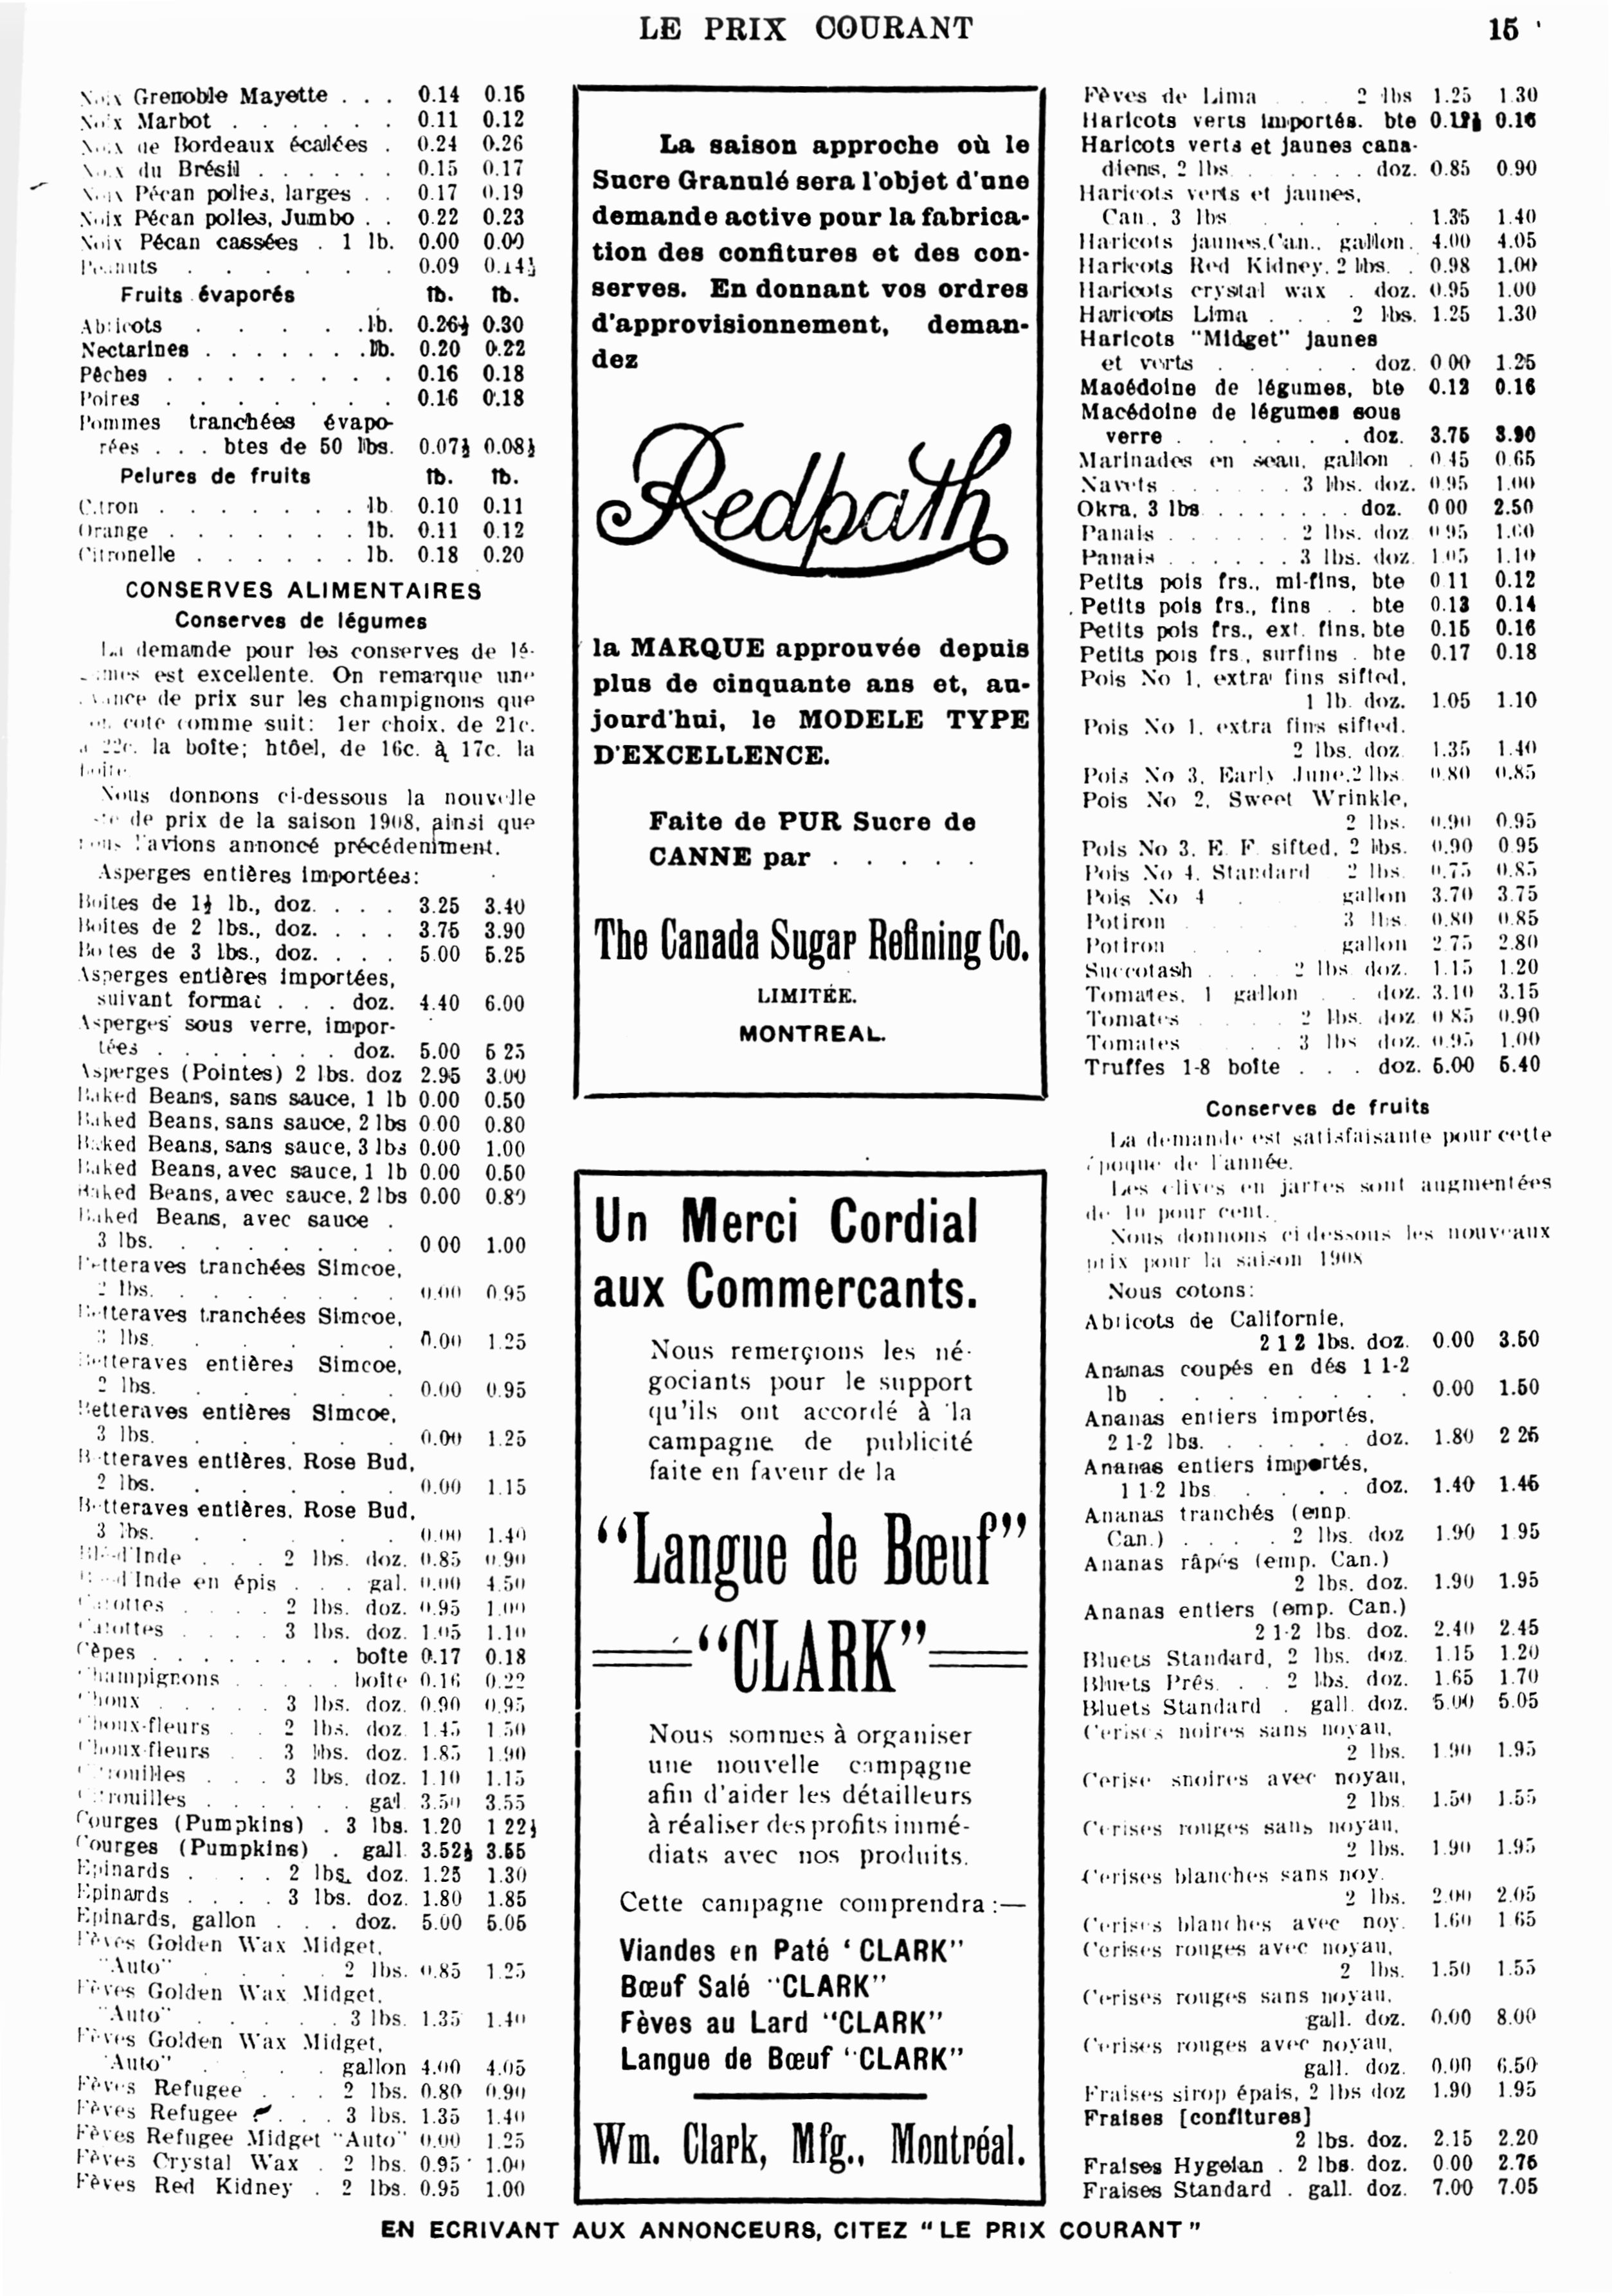 LE PRIX COURANT
15
Noix Grenoble Mayette . . . 0.14 0.15
Noix Marbot . . . . . . 0.11 0.12
Noix de Bordeaux écallées . 0.24 0.26
Noix du Brésil . . . . . . 0.15 0.17
Noix Pécan polies, larges . . 0.17 0.19
Noix Pécan polles, Jumbo . . 0.22 0.23
Noix Pécan cassées . 1 lb. 0.00 0.00
Peanuts . . . . . . . 0.09 0.14½
Fruits évaporés lb. lb.
Abricots . . . . . lb. 0.26½ 0.30
Nectarines . . . . . . . lb. 0.20 0.22
Pêches . . . . . . . . 0.16 0.18
Poires . . . . . . . . 0.16 0.18
Pommes tranchées évapo-
rées . . . btes de 50 lbs. 0.07½ 0.08½
Pelures de fruits lb. lb.
Citron . . . . . . . lb. 0.10 0.11
Orange . . . . . . . lb. 0.11 0.12
Citronelle . . . . . . lb. 0.18 0.20
CONSERVES ALIMENTAIRES
Conserves de légumes
La demande pour les conserves de lé-
gumes est excellente. On remarque une
avance de prix sur les champignons que
on cote comme suit: 1er choix, de 21c.
à 22c. la boîte; htôel, de 16c. à 17c. la
boîte.
Nous donnons ci-dessous la nouvelle
liste de prix de la saison 1908, ainsi que
nous l'avions annoncé précédemment.
Asperges entières importées:
Boîtes de 1½ lb., doz. . . . 3.25 3.40
Boîtes de 2 lbs., doz. . . . 3.75 3.90
Boîtes de 3 lbs., doz. . . . 5.00 5.25
Asperges entières importées,
suivant format . . . doz. 4.40 6.00
Asperges sous verre, impor-
tées . . . . . . . doz. 5.00 5 25
Asperges (Pointes) 2 lbs. doz 2.95 3.00
Baked Beans, sans sauce, 1 lb 0.00 0.50
Baked Beans, sans sauce, 2 lbs 0.00 0.80
Baked Beans, sans sauce, 3 lbs 0.00 1.00
Baked Beans, avec sauce, 1 lb 0.00 0.50
Baked Beans, avec sauce, 2 lbs 0.00 0.80
Baked Beans, avec sauce .
3 lbs. . . . . . . . 0 00 1.00
Betteraves tranchées Simcoe,
2 lbs. . . . . . . 0.00 0.95
Betteraves tranchées Simcoe,
3 lbs. . . . . . . 0.00 1.25
Betteraves entières Simcoe,
2 lbs. . . . . . 0.00 0.95
Betteraves entières Simcoe,
3 lbs. . . . . . 0.00 1.25
Betteraves entières, Rose Bud,
2 lbs. . . . . . 0.00 1.15
Betteraves entières, Rose Bud,
3 lbs. . . . . . 0.00 1.40
Blé-d'Inde . . . 2 lbs. doz. 0.85 0.90
Blé-d'Inde en épis . . . gal. 0.00 4.50
Carottes . . . . 2 lbs. doz. 0.95 1.00
Carottes . . . . 3 lbs. doz. 1.05 1.10
Cèpes . . . . . . . . boîte 0.17 0.18
Champignons . . . . . boîte 0.16 0.22
Choux . . . . . 3 lbs. doz. 0.90 0.95
Choux-fleurs . . 2 lbs. doz. 1.45 1.50
Choux-fleurs . . 3 lbs. doz. 1.85 1.90
Citrouilles . . . 3 lbs. doz. 1.10 1.15
Citrouilles . . . . . . gal. 3.50 3.55
Courges (Pumpkins) . 3 lbs. 1.20 1 22½
Courges (Pumpkins) . gall. 3.52½ 3.55
Epinards . . . 2 lbs. doz. 1.25 1.30
Epinards . . . . 3 lbs. doz. 1.80 1.85
Epinards, gallon . . . doz. 5.00 5.05
Fèves Golden Wax Midget,
"Auto" . . . . 2 lbs. 0.85 1.25
Fèves Golden Wax Midget,
"Auto" . . . . . 3 lbs. 1.35 1.40
Fèves Golden Wax Midget,
"Auto" . . . . gallon 4.00 4.05
Fèves Refugee . . . 2 lbs. 0.80 0.90
Fèves Refugee . . . 3 lbs. 1.35 1.40
Fèves Refugee Midget "Auto" 0.00 1.25
Fèves Crystal Wax . 2 lbs. 0.95 1.00
Fèves Red Kidney . 2 lbs. 0.95 1.00
La saison approche où le
Sucre Granulé sera l'objet d'une
demande active pour la fabrica-
tion des confitures et des con-
serves. En donnant vos ordres
d'approvisionnement, deman-
dez
Redpath
la MARQUE approuvée depuis
plus de cinquante ans et, au-
jourd'hui, le MODELE TYPE
D'EXCELLENCE.
Faite de PUR Sucre de
CANNE par . . . . .
The Canada Sugar Refining Co.
LIMITÉE.
MONTREAL.
Un Merci Cordial
aux Commercants.
Nous remerçions les né-
gociants pour le support
qu'ils ont accordé à la
campagne de publicité
faite en faveur de la
"Langue de Bœuf"
"CLARK"
Nous sommes à organiser
une nouvelle campagne
afin d'aider les détailleurs
à réaliser des profits immé-
diats avec nos produits.
Cette campagne comprendra :—
Viandes en Paté ' CLARK"
Bœuf Salé "CLARK"
Fèves au Lard "CLARK"
Langue de Bœuf "CLARK"
Wm. Clark, Mfg., Montréal.
Fèves de Lima . . . 2 lbs 1.25 1.30
Haricots verts importés. bte 0.12½ 0.16
Haricots verts et jaunes cana-
diens, 2 lbs. . . . . . doz. 0.85 0.90
Haricots verts et jaunes,
Can., 3 lbs . . . . . 1.35 1.40
Haricots jaunes, Can., gallon. 4.00 4.05
Haricots Red Kidney, 2 lbs. . 0.98 1.00
Haricots crystal wax . doz. 0.95 1.00
Haricots Lima . . . 2 lbs. 1.25 1.30
Haricots "Midget" jaunes
et verts . . . . . doz. 0 00 1.25
Macédoine de légumes, bte 0.12 0.16
Macédoine de légumes sous
verre . . . . . . doz. 3.75 3.90
Marinades en seau, gallon . 0.45 0.65
Navets . . . . . . 3 lbs. doz. 0.95 1.00
Okra, 3 lbs . . . . . . . doz. 0 00 2.50
Panais . . . . . . 2 lbs. doz. 0.95 1.00
Panais . . . . . . 3 lbs. doz. 1.05 1.10
Petits pois frs., mi-fins, bte 0 11 0.12
Petits pois frs., fins . . bte 0.13 0.14
Petits pois frs., ext. fins, bte 0.15 0.16
Petits pois frs., surfins . bte 0.17 0.18
Pois No 1, extra fins sifted,
1 lb. doz. 1.05 1.10
Pois No 1, extra fins sifted.
2 lbs. doz. 1.35 1.40
Pois No 3, Early June, 2 lbs. 0.80 0.85
Pois No 2, Sweet Wrinkle,
2 lbs. 0.90 0.95
Pois No 3, E. F. sifted, 2 lbs. 0.90 0.95
Pois No 4, Standard 2 lbs. 0.75 0.85
Pois No 4 . gallon 3.70 3.75
Potiron . . 3 lbs. 0.80 0.85
Potiron . . . gallon 2.75 2.80
Succotash . . . 2 lbs doz. 1.15 1.20
Tomates, 1 gallon . . doz. 3.10 3.15
Tomates . . . . 2 lbs. doz. 0.85 0.90
Tomates . . . 3 lbs doz. 0.95 1.00
Truffes 1-8 boîte . . . doz. 5.00 5.40
Conserves de fruits
La demande est satisfaisante pour cette
époque de l'année.
Les olives en jarres sont augmentées
de 10 pour cent.
Nous donnons ci-dessous les nouveaux
prix pour la saison 1908
Nous cotons:
Abricots de Californie,
2 1 2 lbs. doz. 0.00 3.50
Ananas coupés en dés 1 1-2
lb . . . . . . . . 0.00 1.50
Ananas entiers importés,
2 1-2 lbs. . . . . . doz. 1.80 2 25
Ananas entiers importés,
1 1-2 lbs . . . . doz. 1.40 1.45
Ananas tranchés (emp.
Can.) . . . . 2 lbs. doz 1.90 1.95
Ananas râpés (emp. Can.)
2 lbs. doz. 1.90 1.95
Ananas entiers (emp. Can.)
2 1-2 lbs. doz. 2.40 2.45
Bluets Standard, 2 lbs. doz. 1.15 1.20
Bluets Prês. . . 2 lbs. doz. 1.65 1.70
Bluets Standard . gall. doz. 5.00 5.05
Cerises noires sans noyau,
2 lbs. 1.90 1.95
Cerise snoires avec noyau,
2 lbs. 1.50 1.55
Cerises rouges sans noyau,
2 lbs. 1.90 1.95
Cerises blanches sans noy.
2 lbs. 2.00 2.05
Cerises blanches avec noy. 1.60 1 65
Cerises rouges avec noyau,
2 lbs. 1.50 1.55
Cerises rouges sans noyau,
gall. doz. 0.00 8.00
Cerises rouges avec noyau,
gall. doz. 0.00 6.50
Fraises sirop épais, 2 lbs doz 1.90 1.95
Fraises [confitures]
2 lbs. doz. 2.15 2.20
Fraises Hygeian . 2 lbs. doz. 0.00 2.75
Fraises Standard . gall. doz. 7.00 7.05
EN ECRIVANT AUX ANNONCEURS, CITEZ "LE PRIX COURANT"